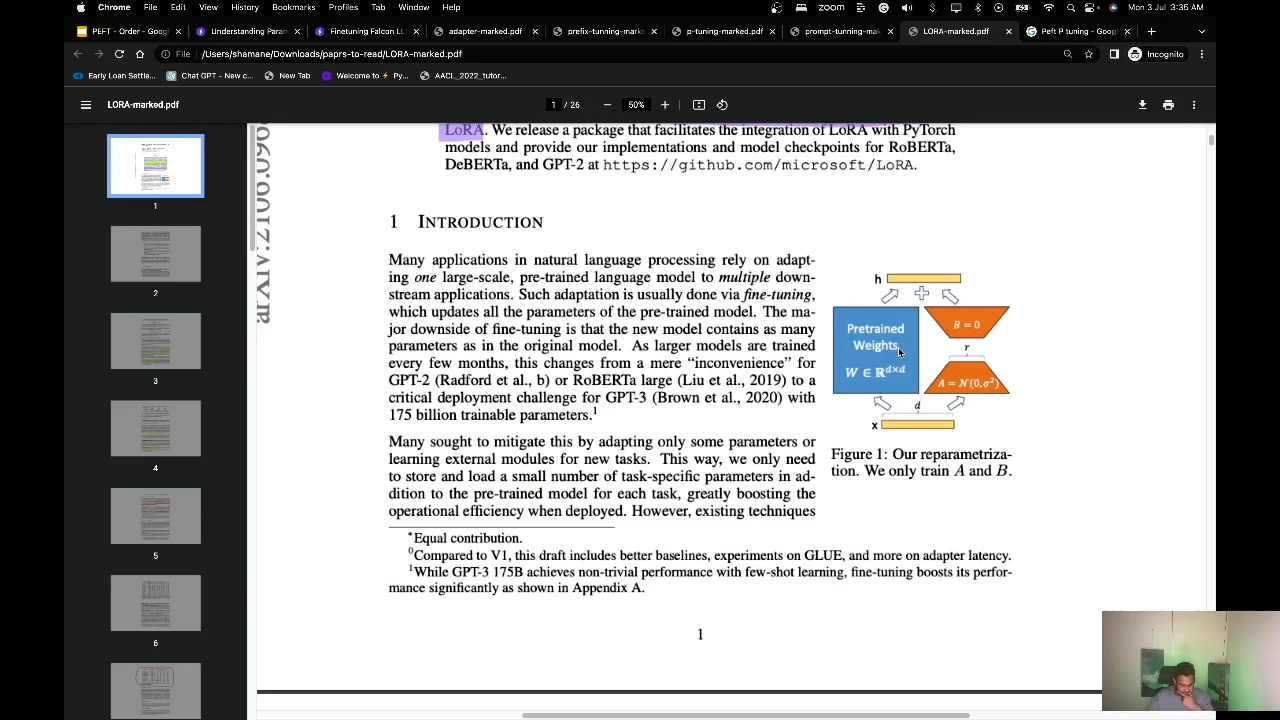 Chrome File Edit View History Bookmarks Profiles Tab Window Help
zoom
Mon Jul 3 3:35 AM
PEFT - Order - Googl
Understanding Param
Finetuning Falcon LL
adapter-marked.pdf
prefix-tunning-mark
p-tuning-marked.pdf
prompt-tunning-mak
LORA-marked.pdf
Peft P tuning - Goog
File
/Users/shamane/Downloads/paprs-to-read/LORA-marked.pdf
Incognito
Early Loan Settle...
Chat GPT - New c...
New Tab
Welcome to ⚡ Py...
AACL_2022_tutor...
LORA-marked.pdf
1 / 26
50%
1
2
3
4
5
6
LoRA. We release a package that facilitates the integration of LoRA with PyTorch
models and provide our implementations and model checkpoints for RoBERTa,
DeBERTa, and GPT-2 at https://github.com/microsoft/LoRA.
1 INTRODUCTION
Many applications in natural language processing rely on adapt-
ing one large-scale, pre-trained language model to multiple down-
stream applications. Such adaptation is usually done via fine-tuning,
which updates all the parameters of the pre-trained model. The ma-
jor downside of fine-tuning is that the new model contains as many
parameters as in the original model. As larger models are trained
every few months, this changes from a mere “inconvenience” for
GPT-2 (Radford et al., b) or RoBERTa large (Liu et al., 2019) to a
critical deployment challenge for GPT-3 (Brown et al., 2020) with
175 billion trainable parameters.1
Many sought to mitigate this by adapting only some parameters or
learning external modules for new tasks. This way, we only need
to store and load a small number of task-specific parameters in ad-
dition to the pre-trained model for each task, greatly boosting the
operational efficiency when deployed. However, existing techniques
h
Pretrained
Weights
W ∈ ℝd×d
B = 0
r
A = 𝒩(0, σ2)
d
x
Figure 1: Our reparametriza-
tion. We only train A and B.
*Equal contribution.
0Compared to V1, this draft includes better baselines, experiments on GLUE, and more on adapter latency.
1While GPT-3 175B achieves non-trivial performance with few-shot learning, fine-tuning boosts its perfor-
mance significantly as shown in Appendix A.
1